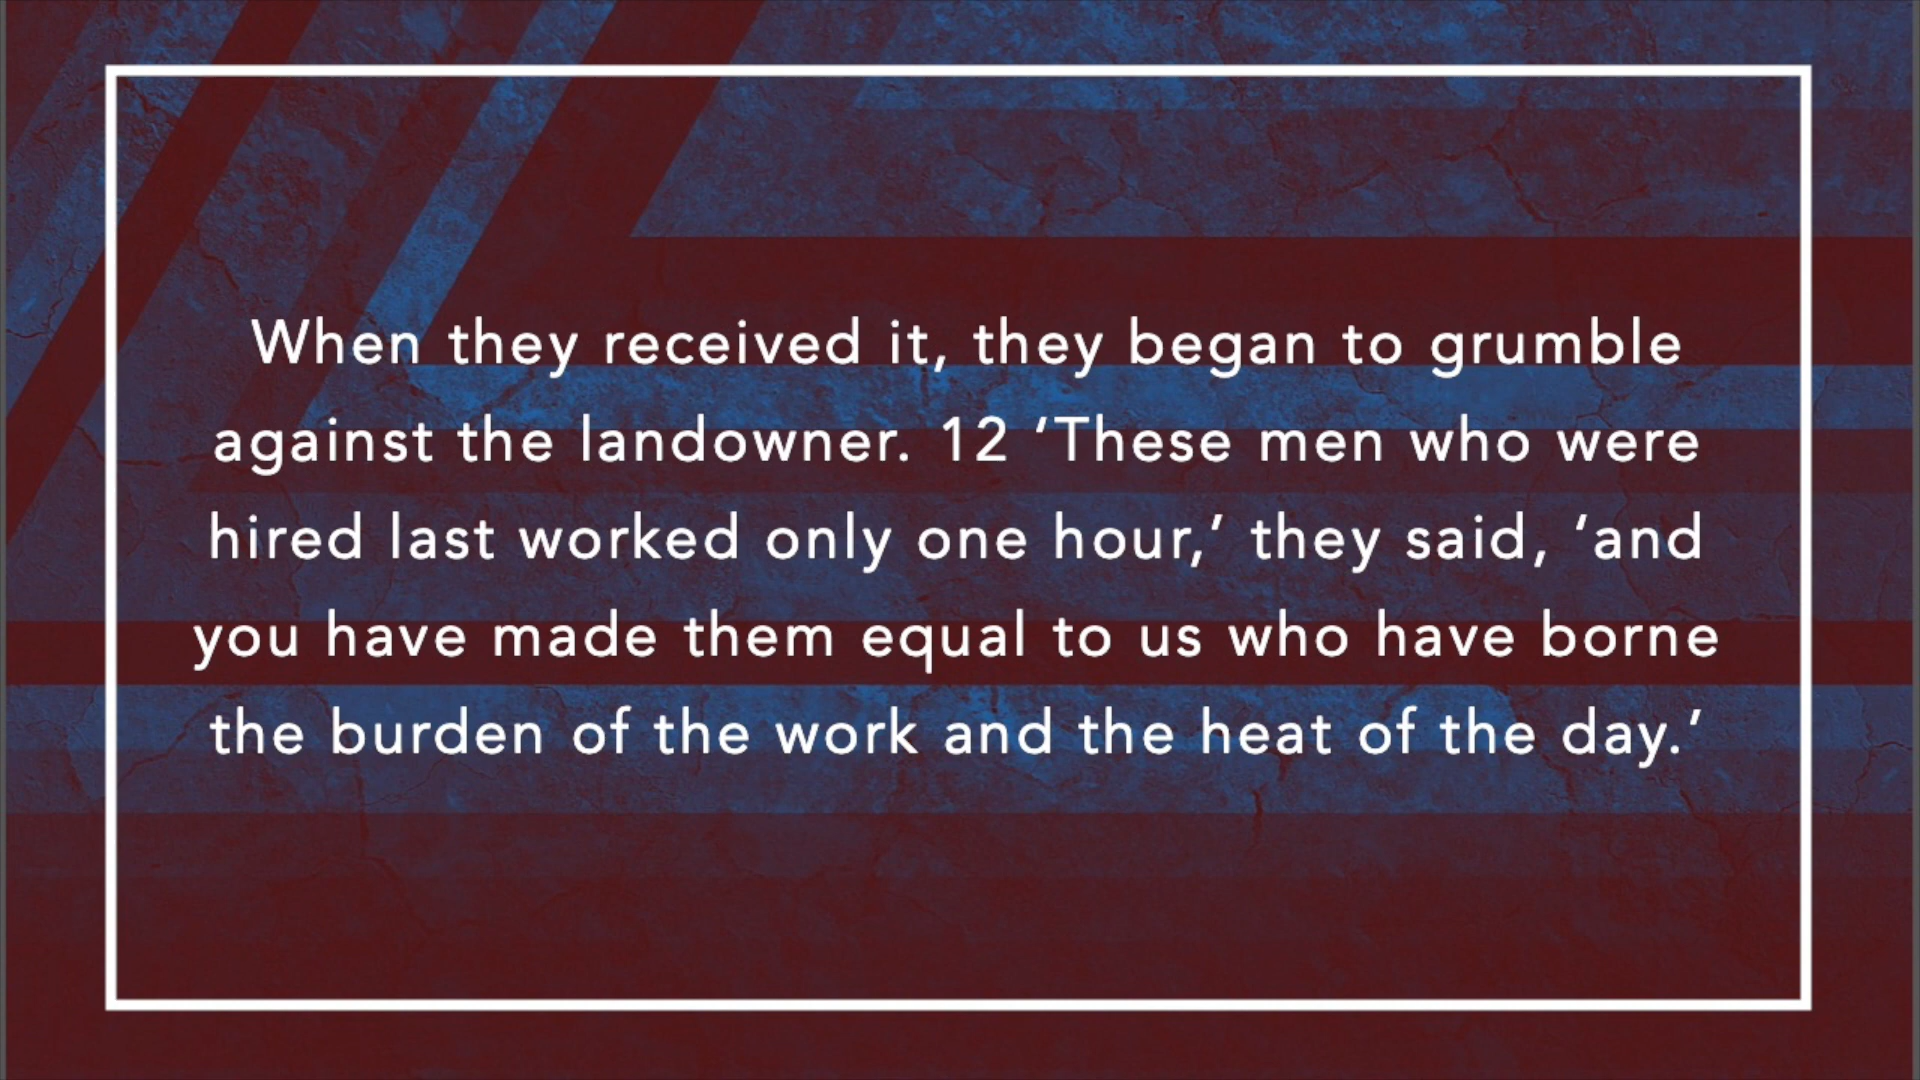 When they received it, they began to grumble
against the landowner. 12 ‘These men who were
hired last worked only one hour,’ they said, ‘and
you have made them equal to us who have borne
the burden of the work and the heat of the day.’